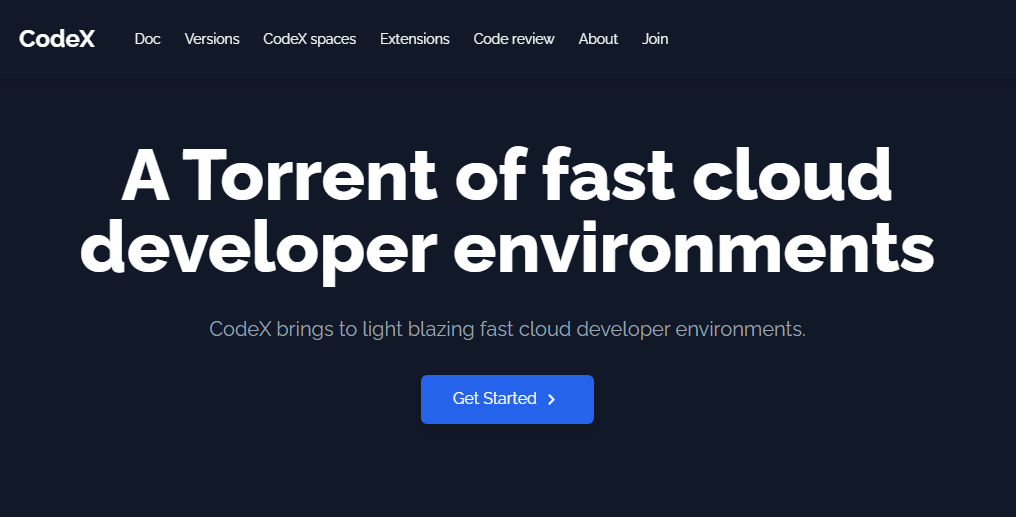 CodeX Doc Versions CodeX spaces Extensions Code review About Join
A Torrent of fast cloud
developer environments
CodeX brings to light blazing fast cloud developer environments.
Get Started